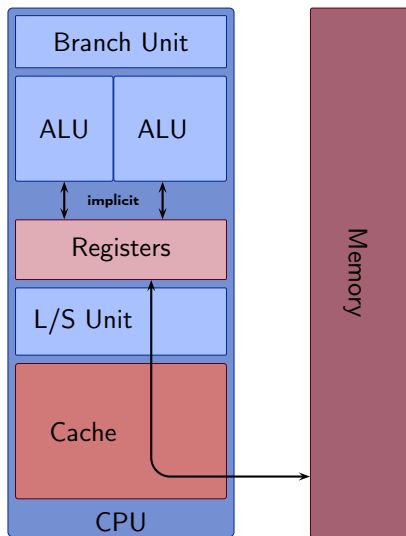 Branch Unit
ALU
ALU
implicit
Registers
L/S Unit
Cache
CPU
Memory